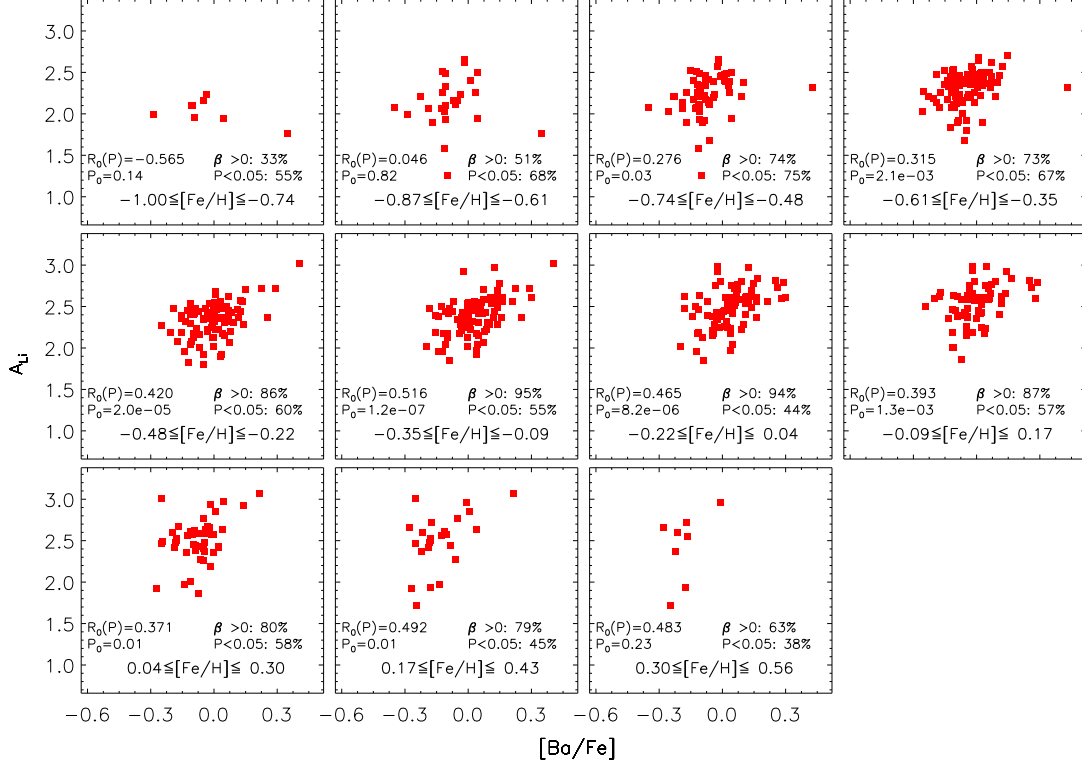 3.0
2.5
2.0
1.5
1.0
R₀(P)=−0.565 β >0: 33%
P₀=0.14 P<0.05: 55%
−1.00≦[Fe/H]≦−0.74
R₀(P)=0.046 β >0: 51%
P₀=0.82 P<0.05: 68%
−0.87≦[Fe/H]≦−0.61
R₀(P)=0.276 β >0: 74%
P₀=0.03 P<0.05: 75%
−0.74≦[Fe/H]≦−0.48
R₀(P)=0.315 β >0: 73%
P₀=2.1e−03 P<0.05: 67%
−0.61≦[Fe/H]≦−0.35
A_Li
3.0
2.5
2.0
1.5
1.0
R₀(P)=0.420 β >0: 86%
P₀=2.0e−05 P<0.05: 60%
−0.48≦[Fe/H]≦−0.22
R₀(P)=0.516 β >0: 95%
P₀=1.2e−07 P<0.05: 55%
−0.35≦[Fe/H]≦−0.09
R₀(P)=0.465 β >0: 94%
P₀=8.2e−06 P<0.05: 44%
−0.22≦[Fe/H]≦ 0.04
R₀(P)=0.393 β >0: 87%
P₀=1.3e−03 P<0.05: 57%
−0.09≦[Fe/H]≦ 0.17
3.0
2.5
2.0
1.5
1.0
R₀(P)=0.371 β >0: 80%
P₀=0.01 P<0.05: 58%
0.04≦[Fe/H]≦ 0.30
R₀(P)=0.492 β >0: 79%
P₀=0.01 P<0.05: 45%
0.17≦[Fe/H]≦ 0.43
R₀(P)=0.483 β >0: 63%
P₀=0.23 P<0.05: 38%
0.30≦[Fe/H]≦ 0.56
−0.6 −0.3 0.0 0.3 −0.6 −0.3 0.0 0.3 −0.6 −0.3 0.0 0.3
[Ba/Fe]